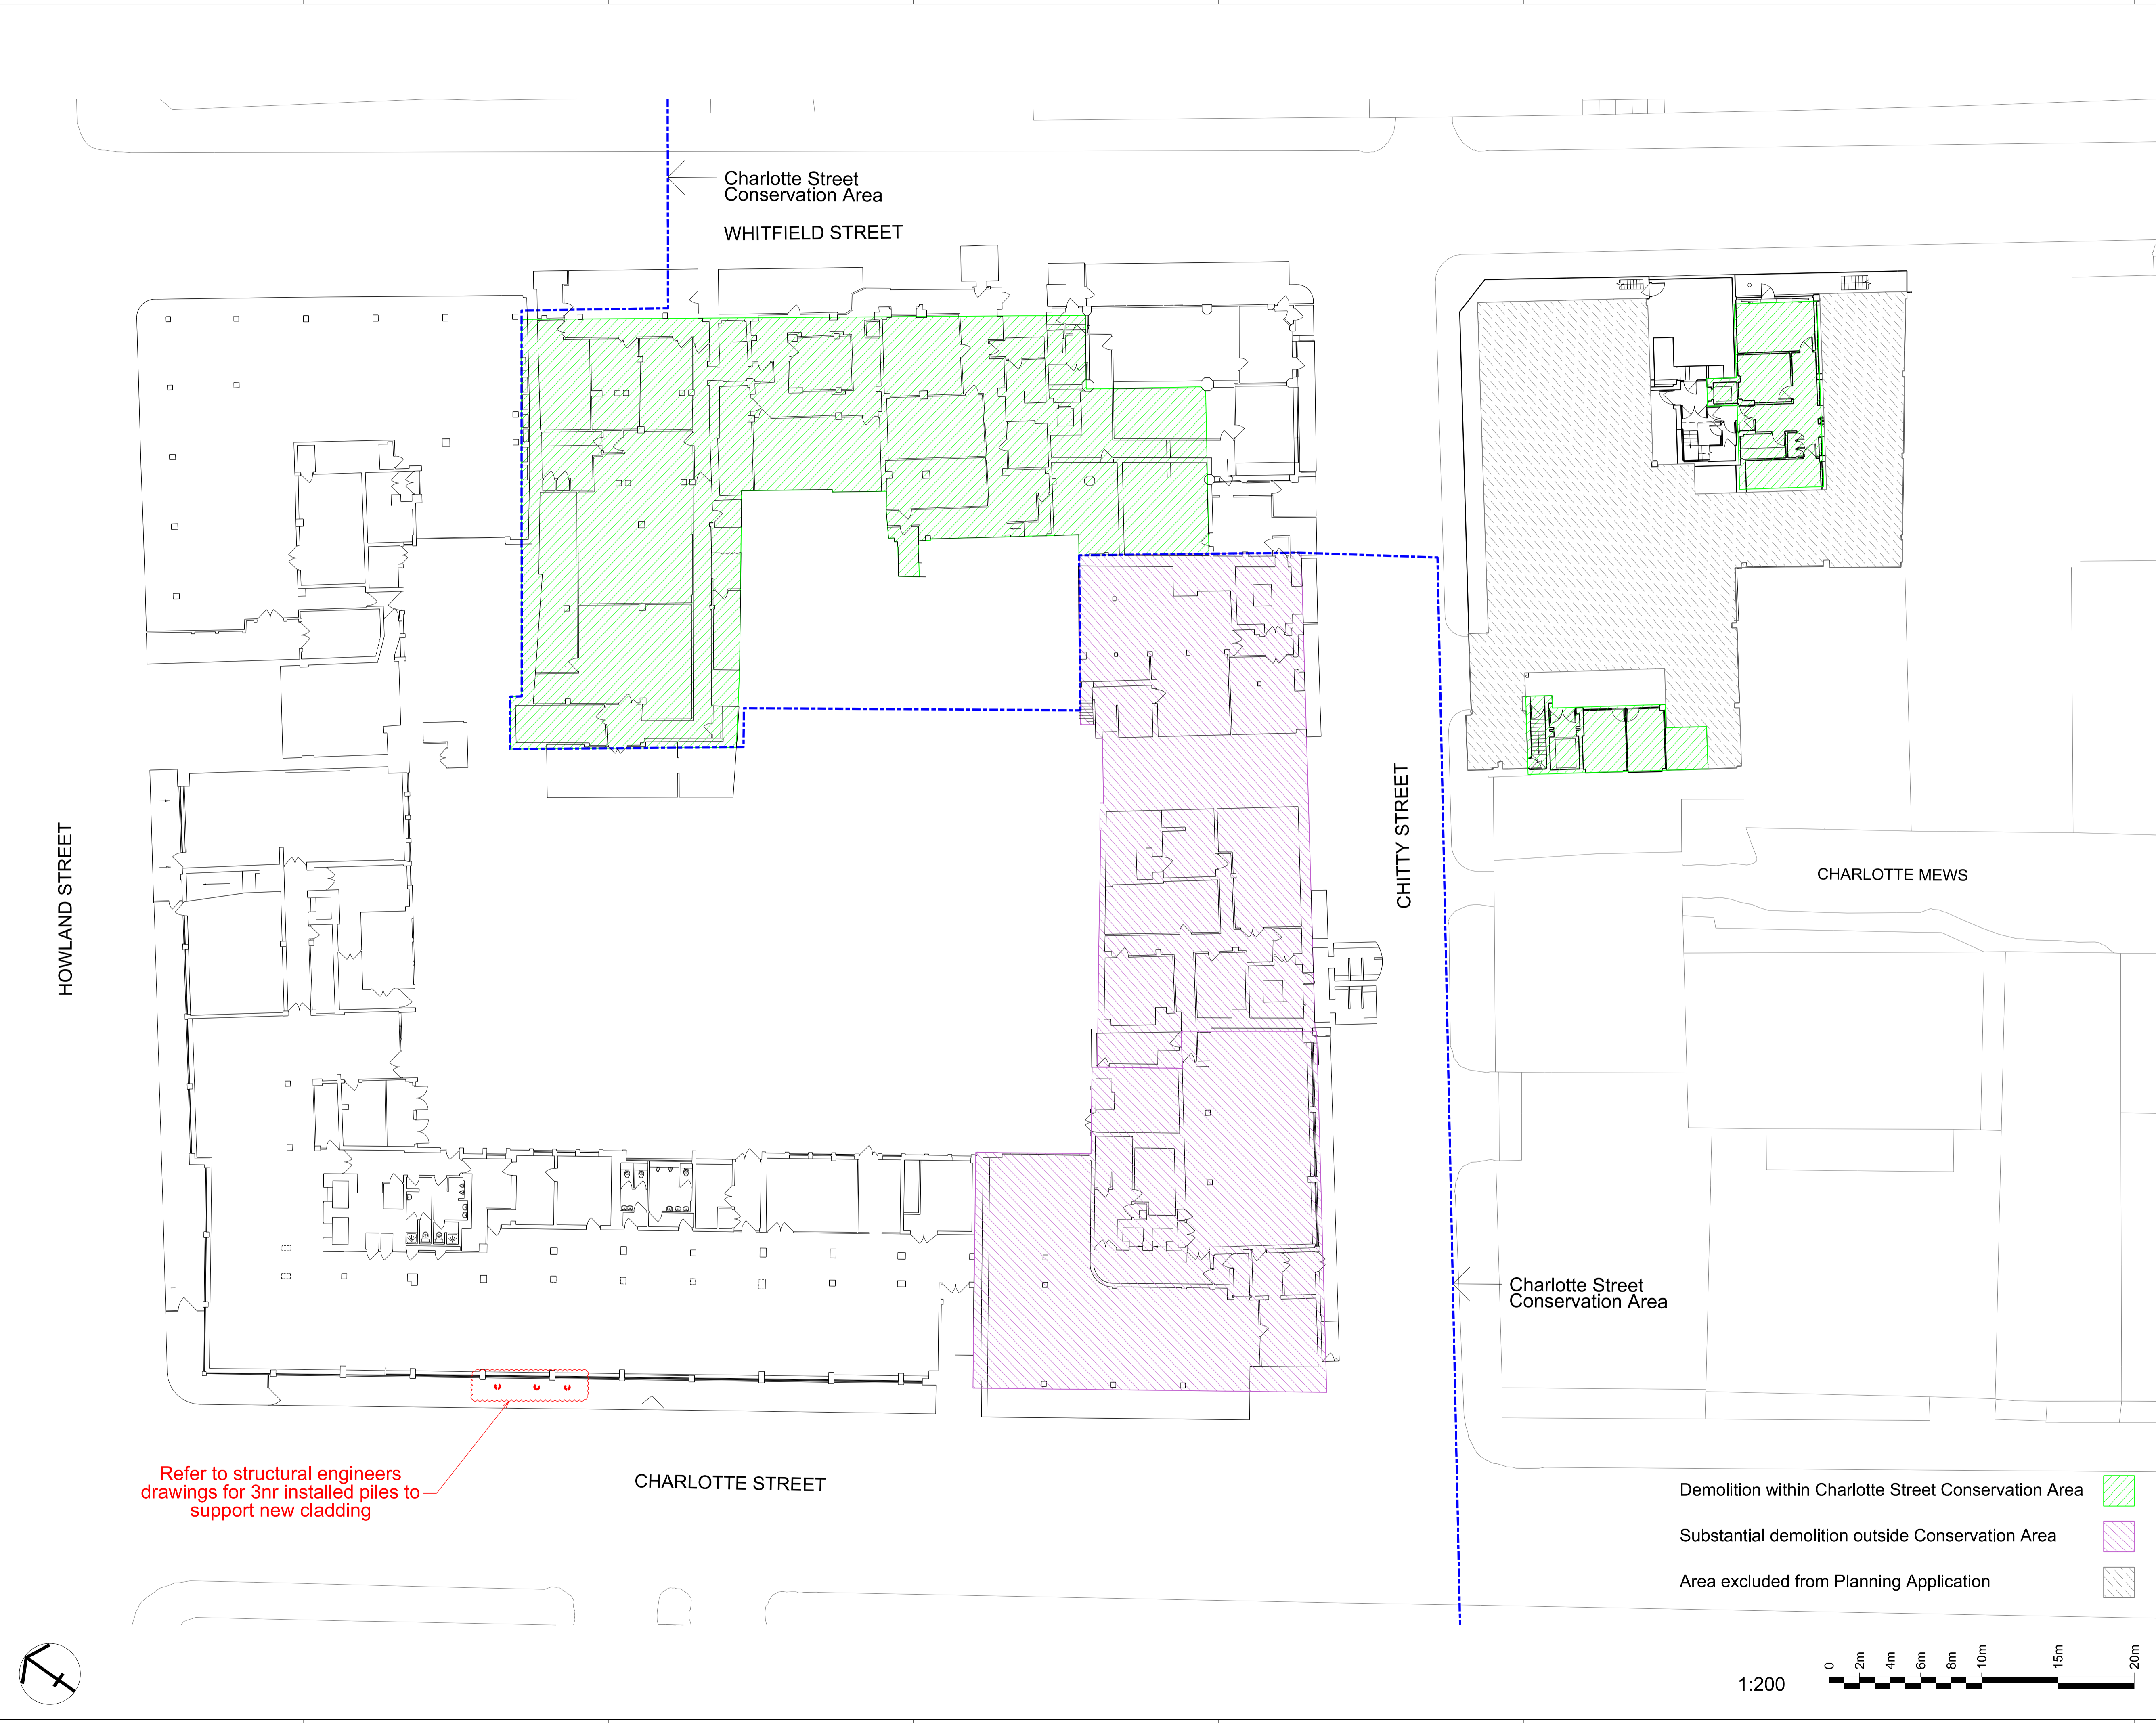 Charlotte Street
Conservation Area
WHITFIELD STREET
HOWLAND STREET
CHITTY STREET
CHARLOTTE MEWS
Charlotte Street
Conservation Area
Refer to structural engineers
drawings for 3nr installed piles to
support new cladding
CHARLOTTE STREET
Demolition within Charlotte Street Conservation Area
Substantial demolition outside Conservation Area
Area excluded from Planning Application
1:200
0 2m 4m 6m 8m 10m 15m 20m